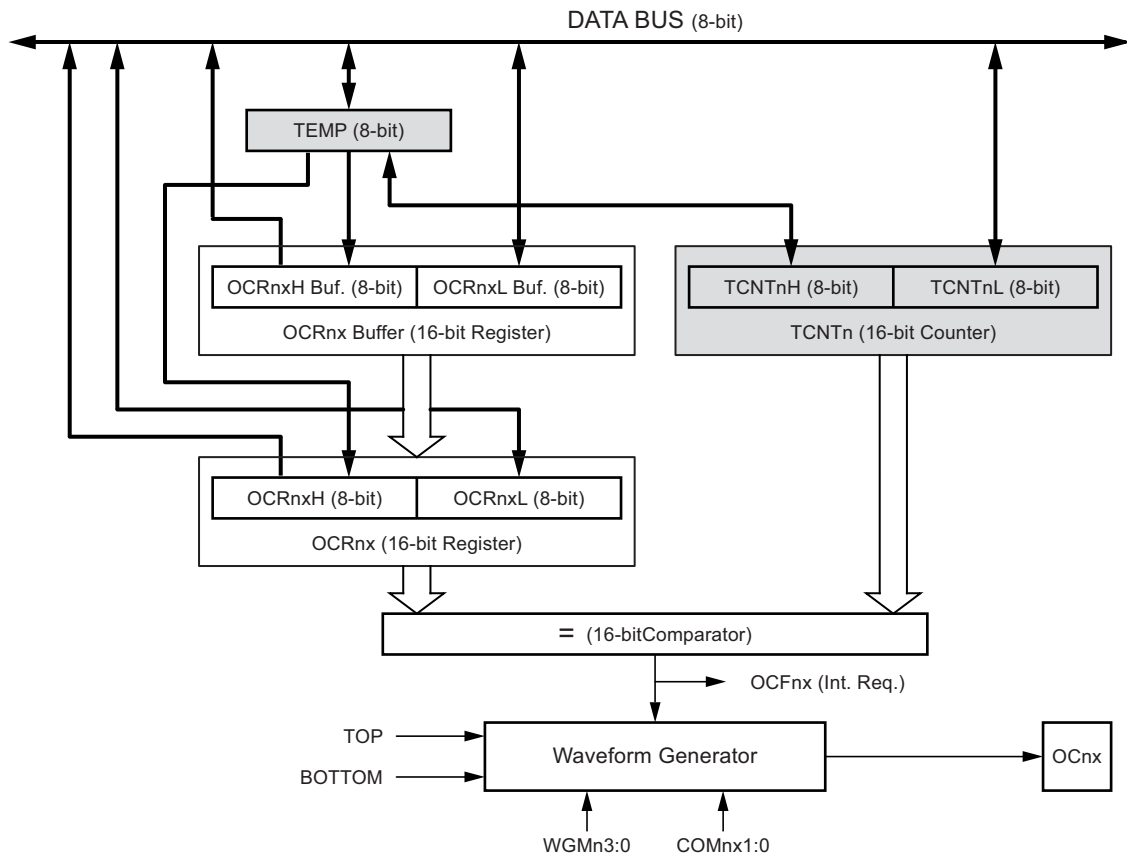 DATA BUS (8-bit)
TEMP (8-bit)
OCRnxH Buf. (8-bit)
OCRnxL Buf. (8-bit)
OCRnx Buffer (16-bit Register)
TCNTnH (8-bit)
TCNTnL (8-bit)
TCNTn (16-bit Counter)
OCRnxH (8-bit)
OCRnxL (8-bit)
OCRnx (16-bit Register)
= (16-bitComparator)
OCFnx (Int. Req.)
TOP
BOTTOM
Waveform Generator
OCnx
WGMn3:0
COMnx1:0